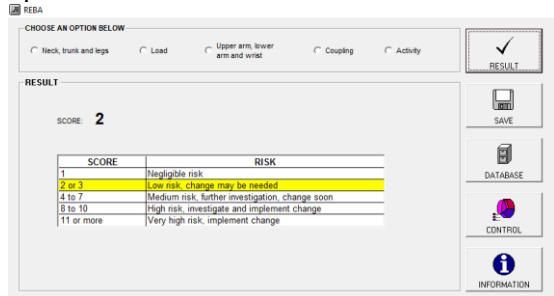 REBA
CHOOSE AN OPTION BELOW
Neck, trunk and legs Load Upper arm, lower arm and wrist Coupling Activity
RESULT
RESULT
SCORE: 2
SAVE
SCORE RISK
1 Negligible risk
2 or 3 Low risk, change may be needed
4 to 7 Medium risk, further investigation, change soon
8 to 10 High risk, investigate and implement change
11 or more Very high risk, implement change
DATABASE
CONTROL
INFORMATION